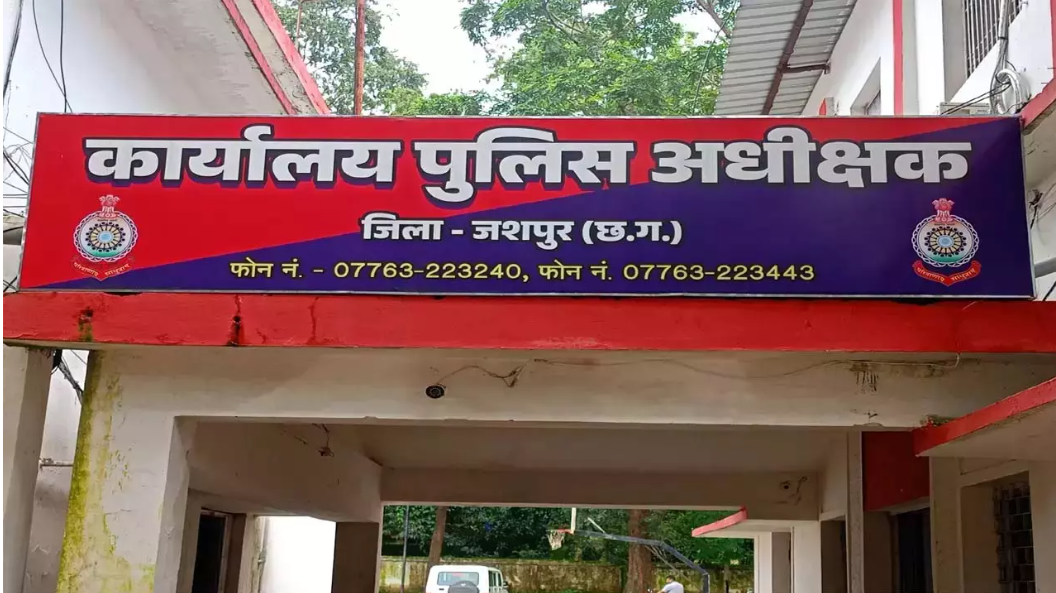 कार्यालय पुलिस अधीक्षक
जिला - जशपुर (छ.ग.)
फोन नं. - 07763-223240, फोन नं. 07763-223443